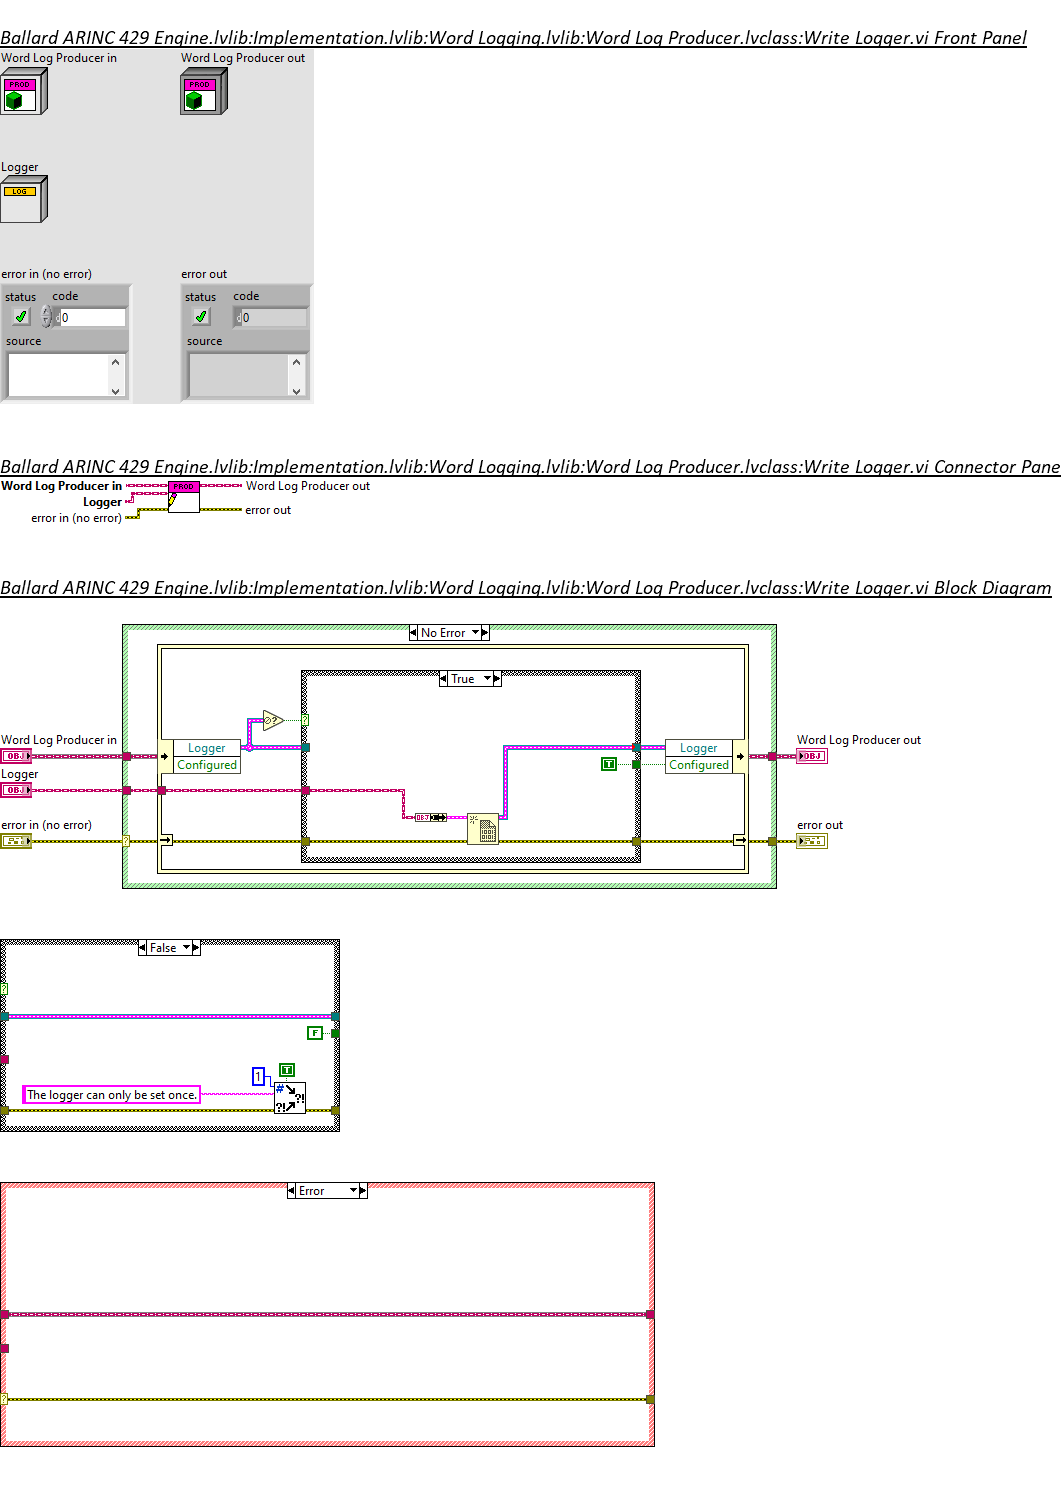 Ballard ARINC 429 Engine.lvlib:Implementation.lvlib:Word Logging.lvlib:Word Log Producer.lvclass:Write Logger.vi Front Panel
Word Log Producer in
Word Log Producer out
PROD
PROD
Logger
LOG
error in (no error)
error out
status
code
status
code
d
0
d
0
source
source
Ballard ARINC 429 Engine.lvlib:Implementation.lvlib:Word Logging.lvlib:Word Log Producer.lvclass:Write Logger.vi Connector Pane
Word Log Producer in
PROD
Word Log Producer out
Logger
error in (no error)
error out
Ballard ARINC 429 Engine.lvlib:Implementation.lvlib:Word Logging.lvlib:Word Log Producer.lvclass:Write Logger.vi Block Diagram
No Error
True
?
?
Word Log Producer in
Logger
Logger
Word Log Producer out
OBJ
Configured
T
Configured
OBJ
Logger
OBJ
OBJ
error in (no error)
error out
?
False
?
F
T
1
The logger can only be set once.
#
?!
?!
Error
?